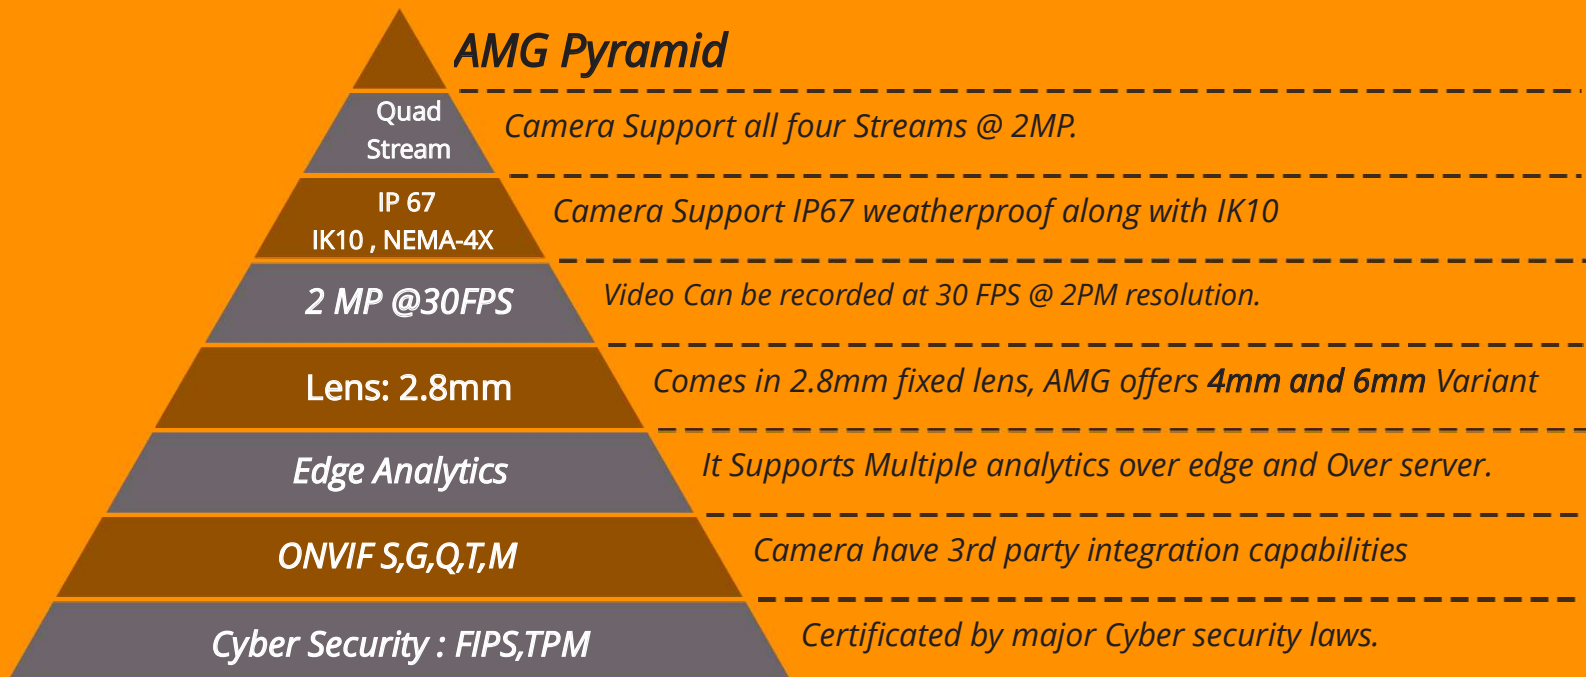 AMG Pyramid
Quad
Stream
Camera Support all four Streams @ 2MP.
IP 67
IK10 , NEMA-4X
Camera Support IP67 weatherproof along with IK10
2 MP @30FPS
Video Can be recorded at 30 FPS @ 2PM resolution.
Lens: 2.8mm
Comes in 2.8mm fixed lens, AMG offers 4mm and 6mm Variant
Edge Analytics
It Supports Multiple analytics over edge and Over server.
ONVIF S,G,Q,T,M
Camera have 3rd party integration capabilities
Cyber Security : FIPS,TPM
Certificated by major Cyber security laws.